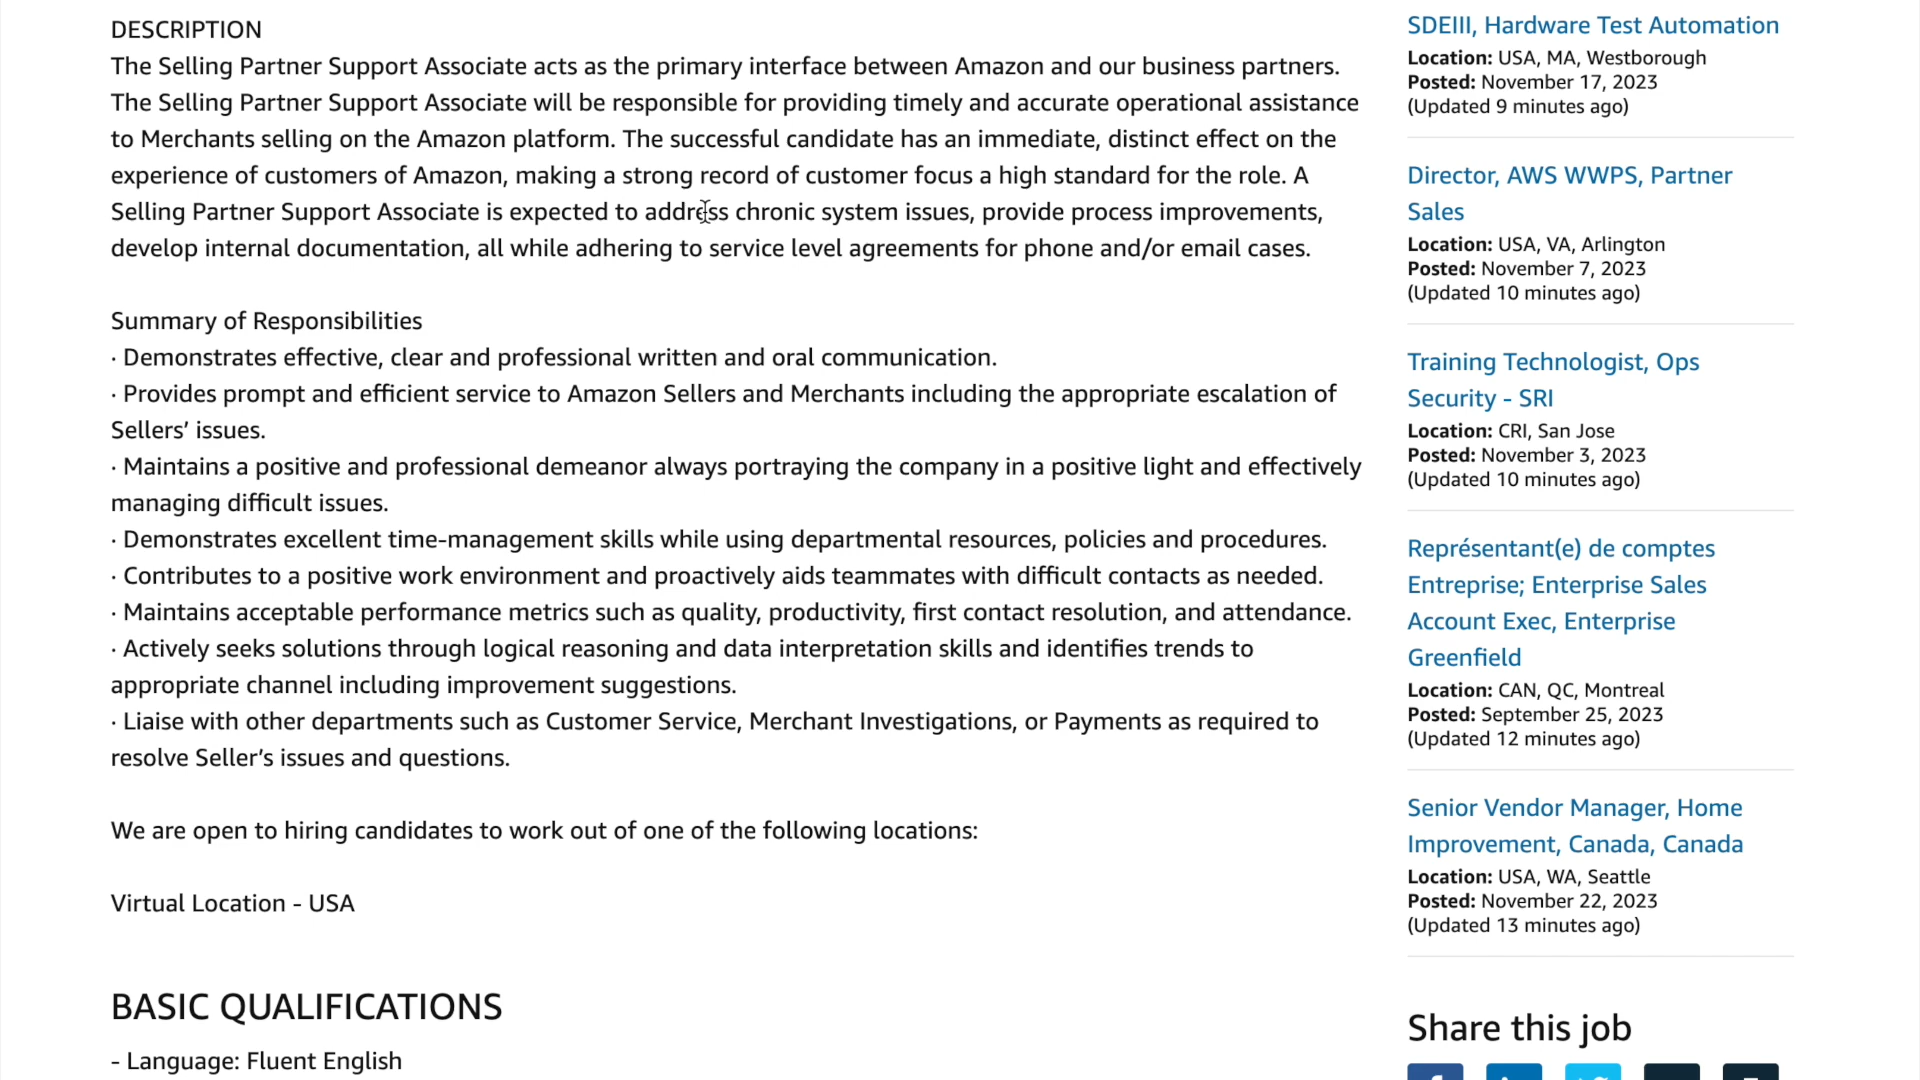 DESCRIPTION
The Selling Partner Support Associate acts as the primary interface between Amazon and our business partners.
The Selling Partner Support Associate will be responsible for providing timely and accurate operational assistance
to Merchants selling on the Amazon platform. The successful candidate has an immediate, distinct effect on the
experience of customers of Amazon, making a strong record of customer focus a high standard for the role. A
Selling Partner Support Associate is expected to address chronic system issues, provide process improvements,
develop internal documentation, all while adhering to service level agreements for phone and/or email cases.
Summary of Responsibilities
· Demonstrates effective, clear and professional written and oral communication.
· Provides prompt and efficient service to Amazon Sellers and Merchants including the appropriate escalation of
Sellers’ issues.
· Maintains a positive and professional demeanor always portraying the company in a positive light and effectively
managing difficult issues.
· Demonstrates excellent time-management skills while using departmental resources, policies and procedures.
· Contributes to a positive work environment and proactively aids teammates with difficult contacts as needed.
· Maintains acceptable performance metrics such as quality, productivity, first contact resolution, and attendance.
· Actively seeks solutions through logical reasoning and data interpretation skills and identifies trends to
appropriate channel including improvement suggestions.
· Liaise with other departments such as Customer Service, Merchant Investigations, or Payments as required to
resolve Seller’s issues and questions.
We are open to hiring candidates to work out of one of the following locations:
Virtual Location - USA
BASIC QUALIFICATIONS
- Language: Fluent English
SDEIII, Hardware Test Automation
Location: USA, MA, Westborough
Posted: November 17, 2023
(Updated 9 minutes ago)
Director, AWS WWPS, Partner
Sales
Location: USA, VA, Arlington
Posted: November 7, 2023
(Updated 10 minutes ago)
Training Technologist, Ops
Security - SRI
Location: CRI, San Jose
Posted: November 3, 2023
(Updated 10 minutes ago)
Représentant(e) de comptes
Entreprise; Enterprise Sales
Account Exec, Enterprise
Greenfield
Location: CAN, QC, Montreal
Posted: September 25, 2023
(Updated 12 minutes ago)
Senior Vendor Manager, Home
Improvement, Canada, Canada
Location: USA, WA, Seattle
Posted: November 22, 2023
(Updated 13 minutes ago)
Share this job